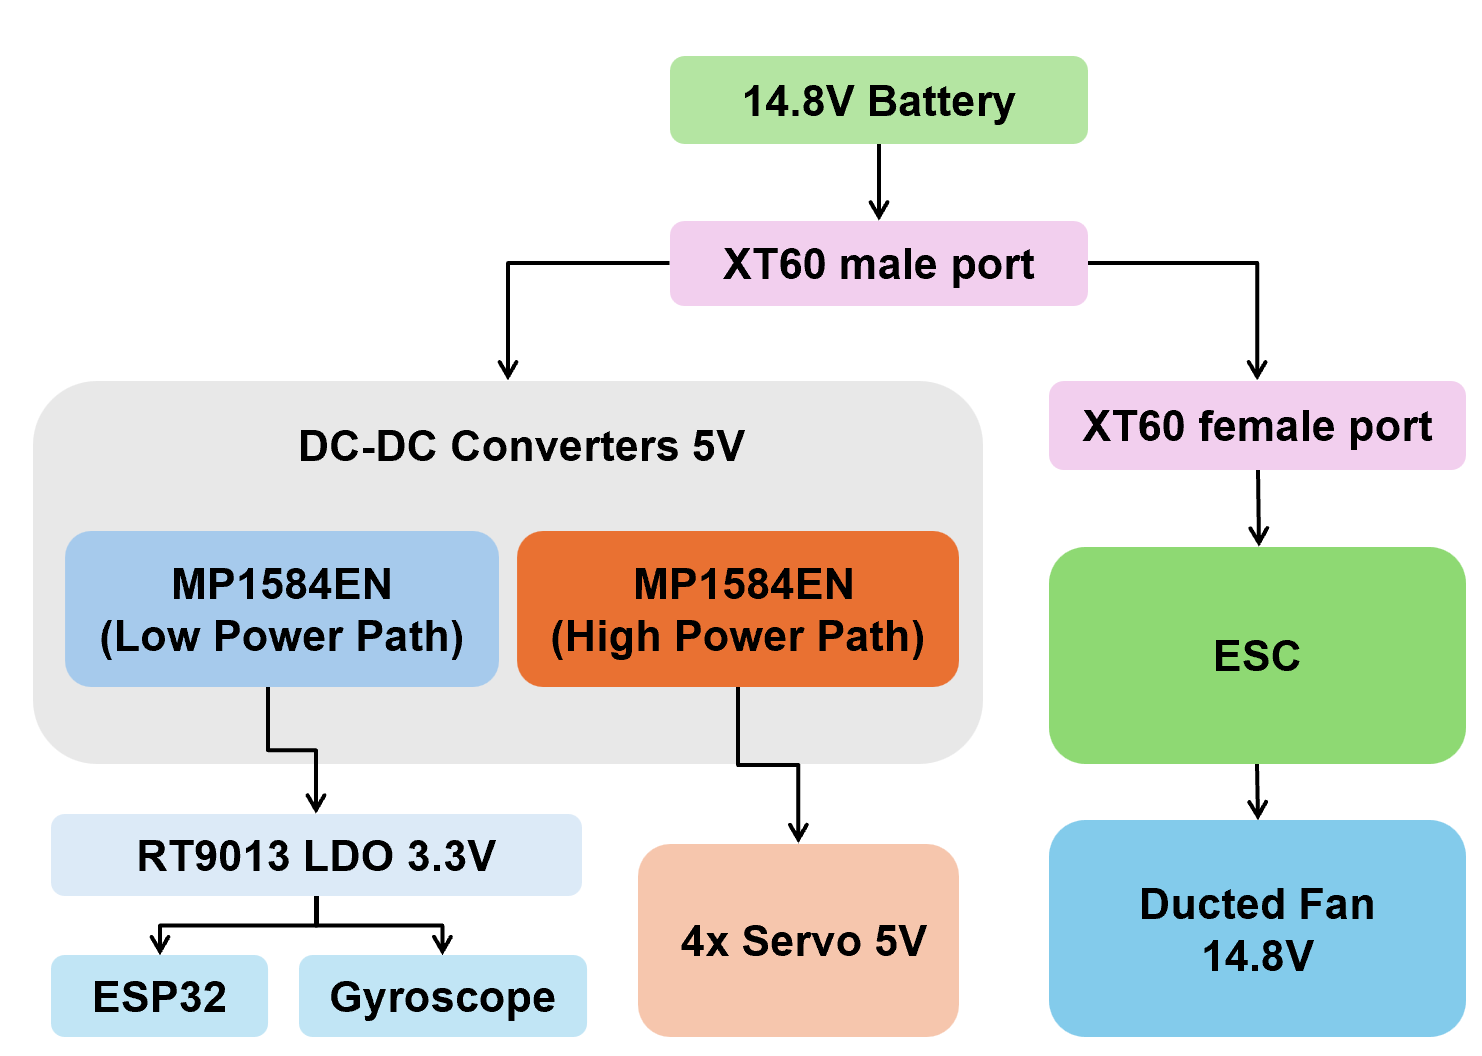 14.8V Battery
XT60 male port
DC-DC Converters 5V
XT60 female port
MP1584EN
(Low Power Path)
MP1584EN
(High Power Path)
ESC
RT9013 LDO 3.3V
4x Servo 5V
Ducted Fan
14.8V
ESP32
Gyroscope